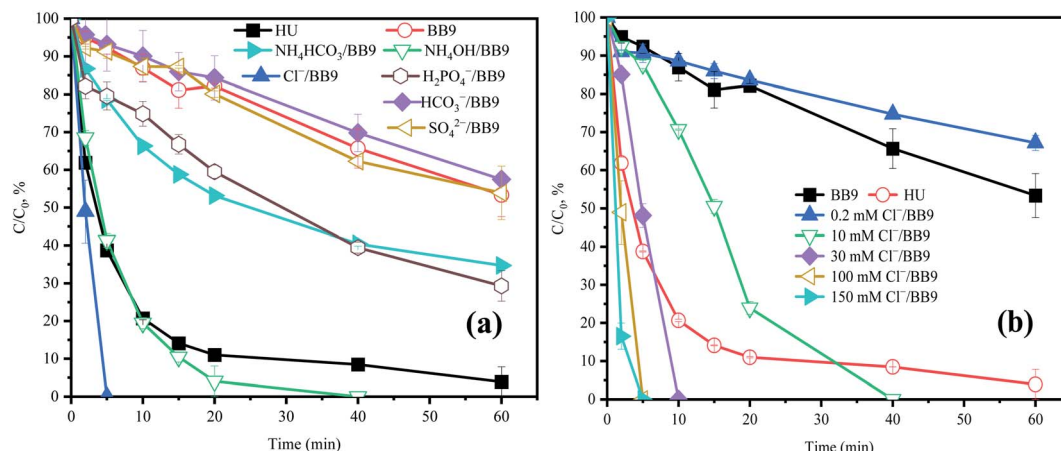 HU
BB9
NH₄HCO₃/BB9
NH₄OH/BB9
Cl⁻/BB9
H₂PO₄⁻/BB9
HCO₃⁻/BB9
SO₄²⁻/BB9
100
90
80
70
60
50
40
30
20
10
0
C/C₀, %
(a)
0 10 20 30 40 50 60
Time (min)
100
90
80
70
60
50
40
30
20
10
0
C/C₀, %
BB9
HU
0.2 mM Cl⁻/BB9
10 mM Cl⁻/BB9
30 mM Cl⁻/BB9
100 mM Cl⁻/BB9
150 mM Cl⁻/BB9
(b)
0 10 20 30 40 50 60
Time (min)